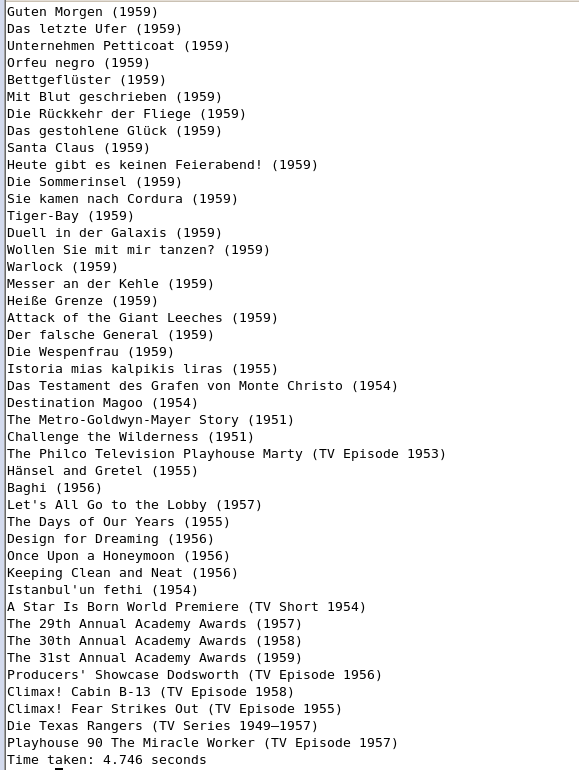 Guten Morgen (1959)
Das letzte Ufer (1959)
Unternehmen Petticoat (1959)
Orfeu negro (1959)
Bettgeflüster (1959)
Mit Blut geschrieben (1959)
Die Rückkehr der Fliege (1959)
Das gestohlene Glück (1959)
Santa Claus (1959)
Heute gibt es keinen Feierabend! (1959)
Die Sommerinsel (1959)
Sie kamen nach Cordura (1959)
Tiger-Bay (1959)
Duell in der Galaxis (1959)
Wollen Sie mit mir tanzen? (1959)
Warlock (1959)
Messer an der Kehle (1959)
Heiße Grenze (1959)
Attack of the Giant Leeches (1959)
Der falsche General (1959)
Die Wespenfrau (1959)
Istoria mias kalpikis liras (1955)
Das Testament des Grafen von Monte Christo (1954)
Destination Magoo (1954)
The Metro-Goldwyn-Mayer Story (1951)
Challenge the Wilderness (1951)
The Philco Television Playhouse Marty (TV Episode 1953)
Hänsel and Gretel (1955)
Baghi (1956)
Let's All Go to the Lobby (1957)
The Days of Our Years (1955)
Design for Dreaming (1956)
Once Upon a Honeymoon (1956)
Keeping Clean and Neat (1956)
Istanbul'un fethi (1954)
A Star Is Born World Premiere (TV Short 1954)
The 29th Annual Academy Awards (1957)
The 30th Annual Academy Awards (1958)
The 31st Annual Academy Awards (1959)
Producers' Showcase Dodsworth (TV Episode 1956)
Climax! Cabin B-13 (TV Episode 1958)
Climax! Fear Strikes Out (TV Episode 1955)
Die Texas Rangers (TV Series 1949–1957)
Playhouse 90 The Miracle Worker (TV Episode 1957)
Time taken: 4.746 seconds